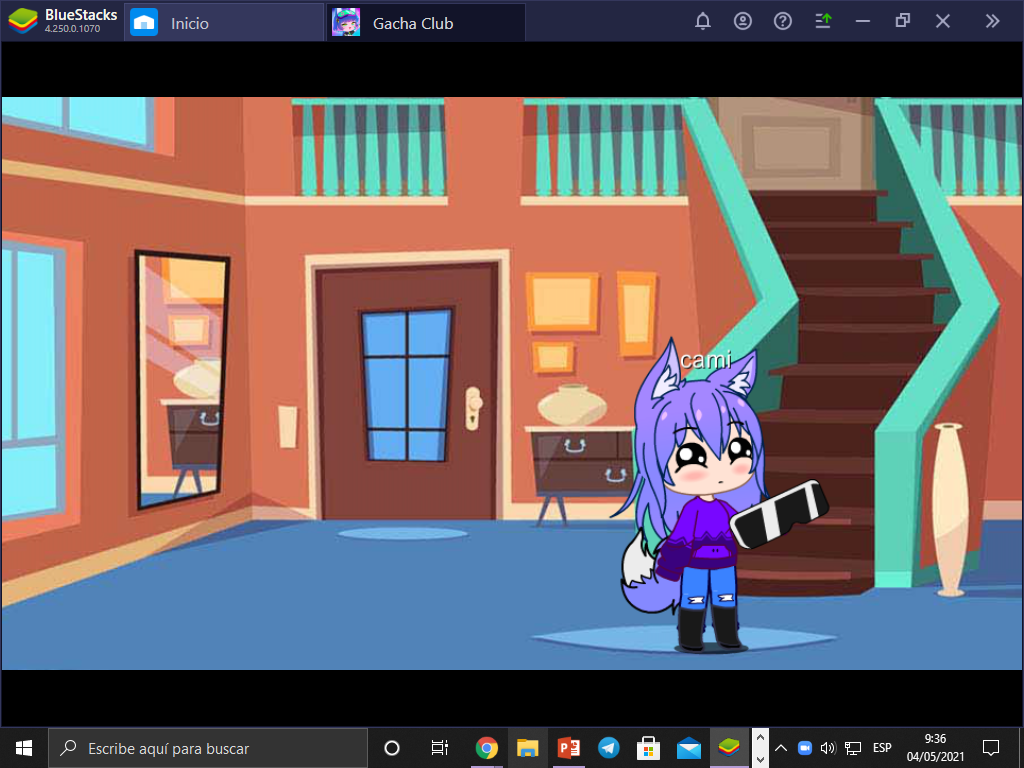 BlueStacks
4.250.0.1070
Inicio
Gacha Club
cami
Escribe aquí para buscar
ESP
9:36
04/05/2021